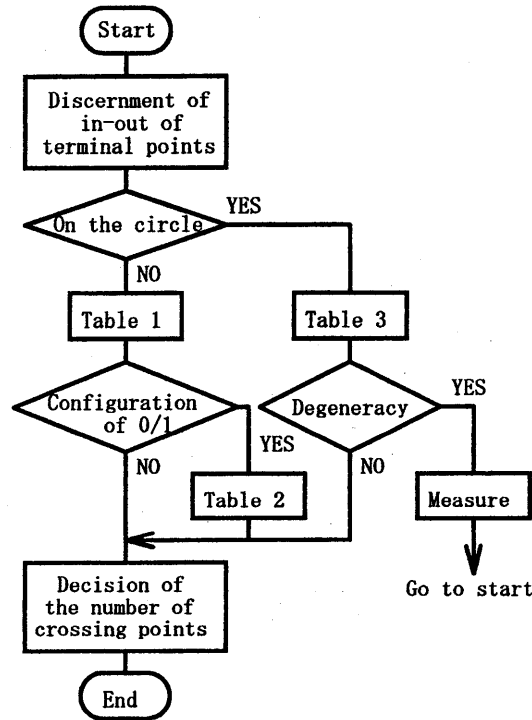 Start
Discernment of
in-out of
terminal points
On the circle
YES
NO
Table 1
Table 3
Configuration
of 0/1
Degeneracy
YES
YES
NO
NO
Table 2
Measure
Go to start
Decision of
the number of
crossing points
End